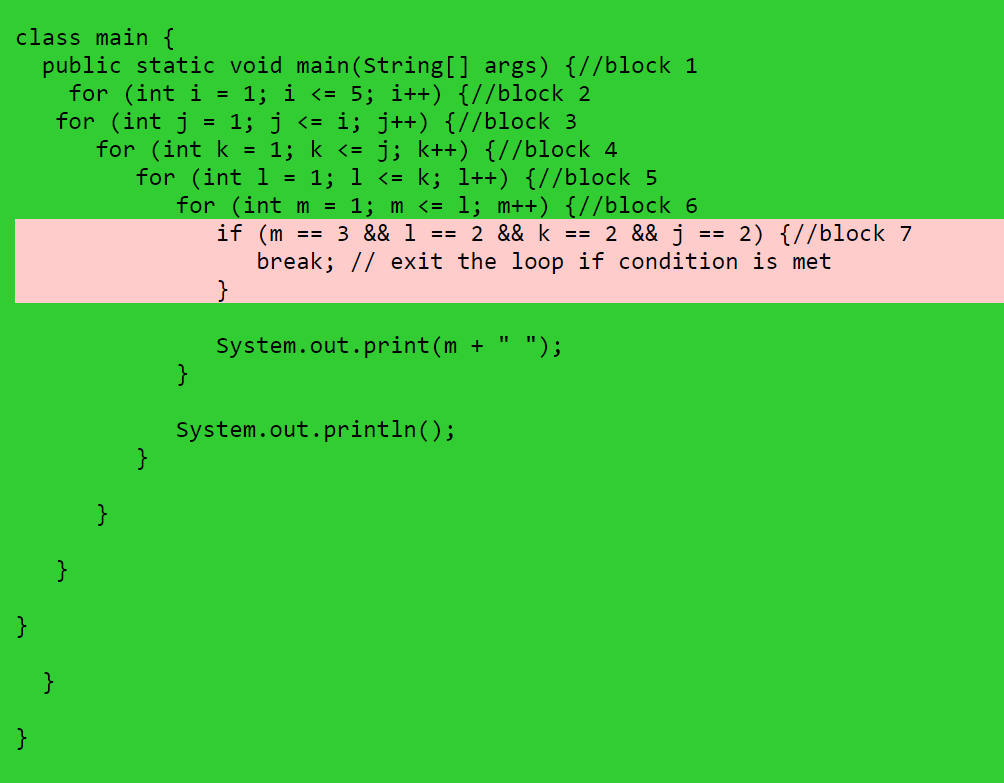 class main {
public static void main(String[] args) {//block 1
for (int i = 1; i <= 5; i++) {//block 2
for (int j = 1; j <= i; j++) {//block 3
for (int k = 1; k <= j; k++) {//block 4
for (int l = 1; l <= k; l++) {//block 5
for (int m = 1; m <= l; m++) {//block 6
if (m == 3 && l == 2 && k == 2 && j == 2) {//block 7
break; // exit the loop if condition is met
}
System.out.print(m + " ");
}
System.out.println();
}
}
}
}
}
}